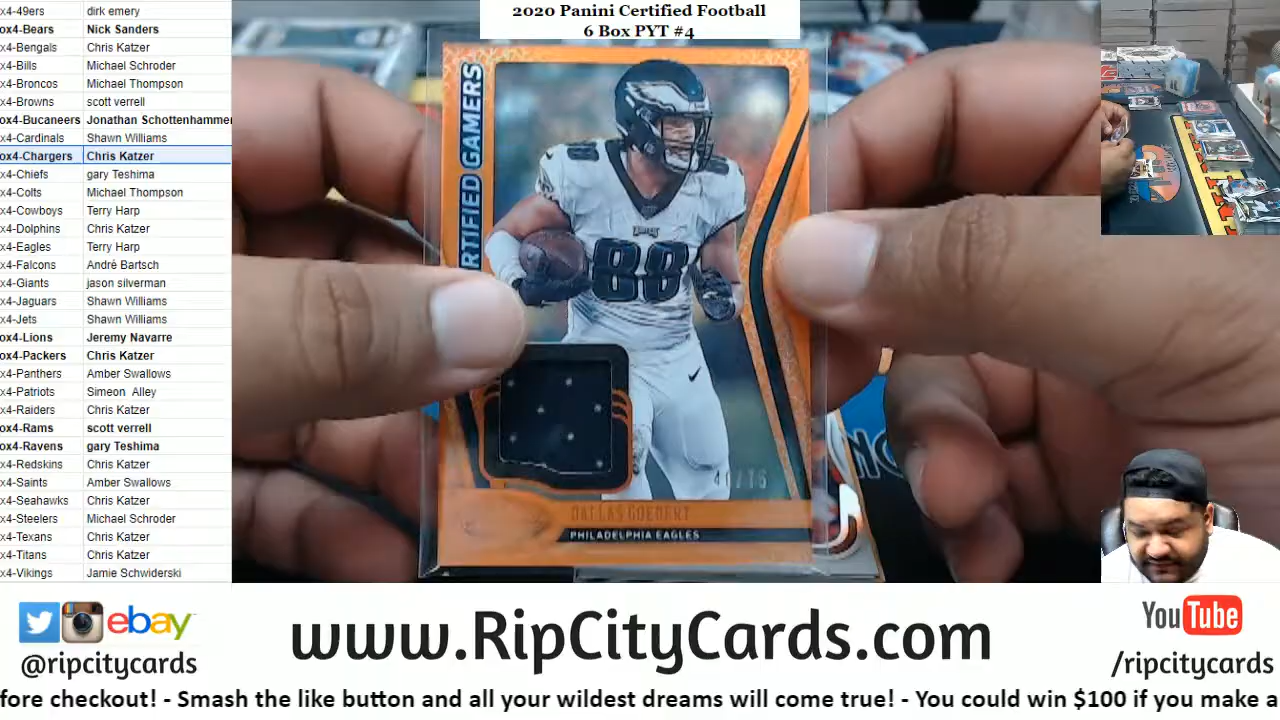 2020 Panini Certified Football
6 Box PYT #4
x4-49ers dirk emery
ox4-Bears Nick Sanders
x4-Bengals Chris Katzer
x4-Bills Michael Schroder
x4-Broncos Michael Thompson
x4-Browns scott verrell
ox4-Bucaneers Jonathan Schottenhammer
x4-Cardinals Shawn Williams
ox4-Chargers Chris Katzer
x4-Chiefs gary Teshima
x4-Colts Michael Thompson
x4-Cowboys Terry Harp
x4-Dolphins Chris Katzer
x4-Eagles Terry Harp
x4-Falcons André Bartsch
x4-Giants jason silverman
x4-Jaguars Shawn Williams
x4-Jets Shawn Williams
ox4-Lions Jeremy Navarre
ox4-Packers Chris Katzer
x4-Panthers Amber Swallows
x4-Patriots Simeon Alley
x4-Raiders Chris Katzer
ox4-Rams scott verrell
ox4-Ravens gary Teshima
x4-Redskins Chris Katzer
x4-Saints Amber Swallows
x4-Seahawks Chris Katzer
x4-Steelers Michael Schroder
x4-Texans Chris Katzer
x4-Titans Chris Katzer
x4-Vikings Jamie Schwiderski
RTIFIED GAMERS
88
DALLAS GOEDERT
PHILADELPHIA EAGLES
ebay
@ripcitycards
www.RipCityCards.com
YouTube
/ripcitycards
fore checkout! - Smash the like button and all your wildest dreams will come true! - You could win $100 if you make a